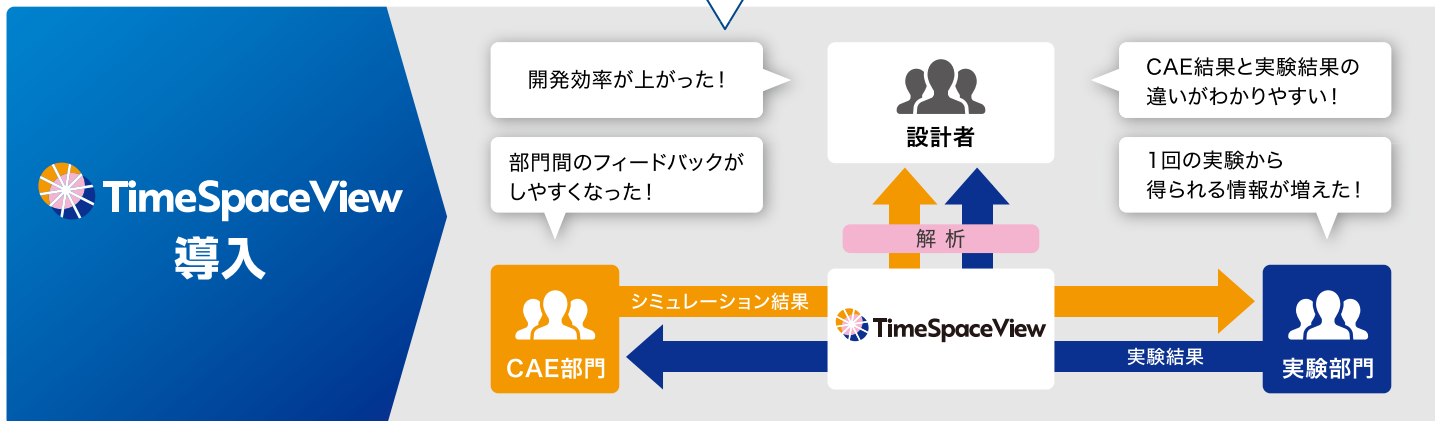 TimeSpaceView
導入
開発効率が上がった！
部門間のフィードバックが
しやすくなった！
設計者
CAE結果と実験結果の
違いがわかりやすい！
1回の実験から
得られる情報が増えた！
解析
CAE部門
シミュレーション結果
TimeSpaceView
実験結果
実験部門